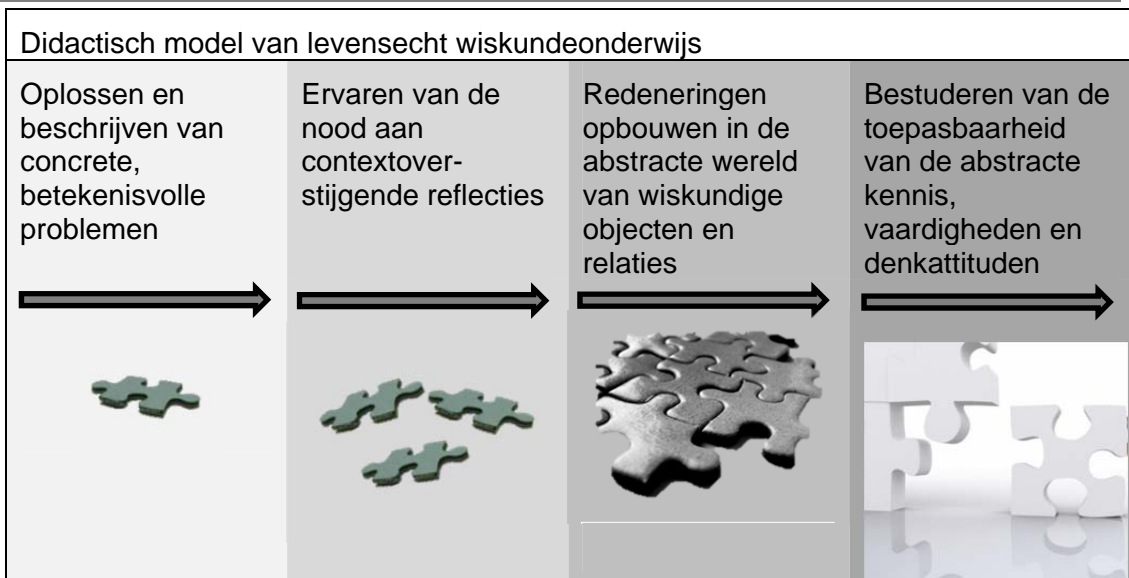 Didactisch model van levensecht wiskundeonderwijs
Oplossen en
beschrijven van
concrete,
betekenisvolle
problemen
Ervaren van de
nood aan
contextover-
stijgende reflecties
Redeneringen
opbouwen in de
abstracte wereld
van wiskundige
objecten en
relaties
Bestuderen van de
toepasbaarheid
van de abstracte
kennis,
vaardigheden en
denkattituden